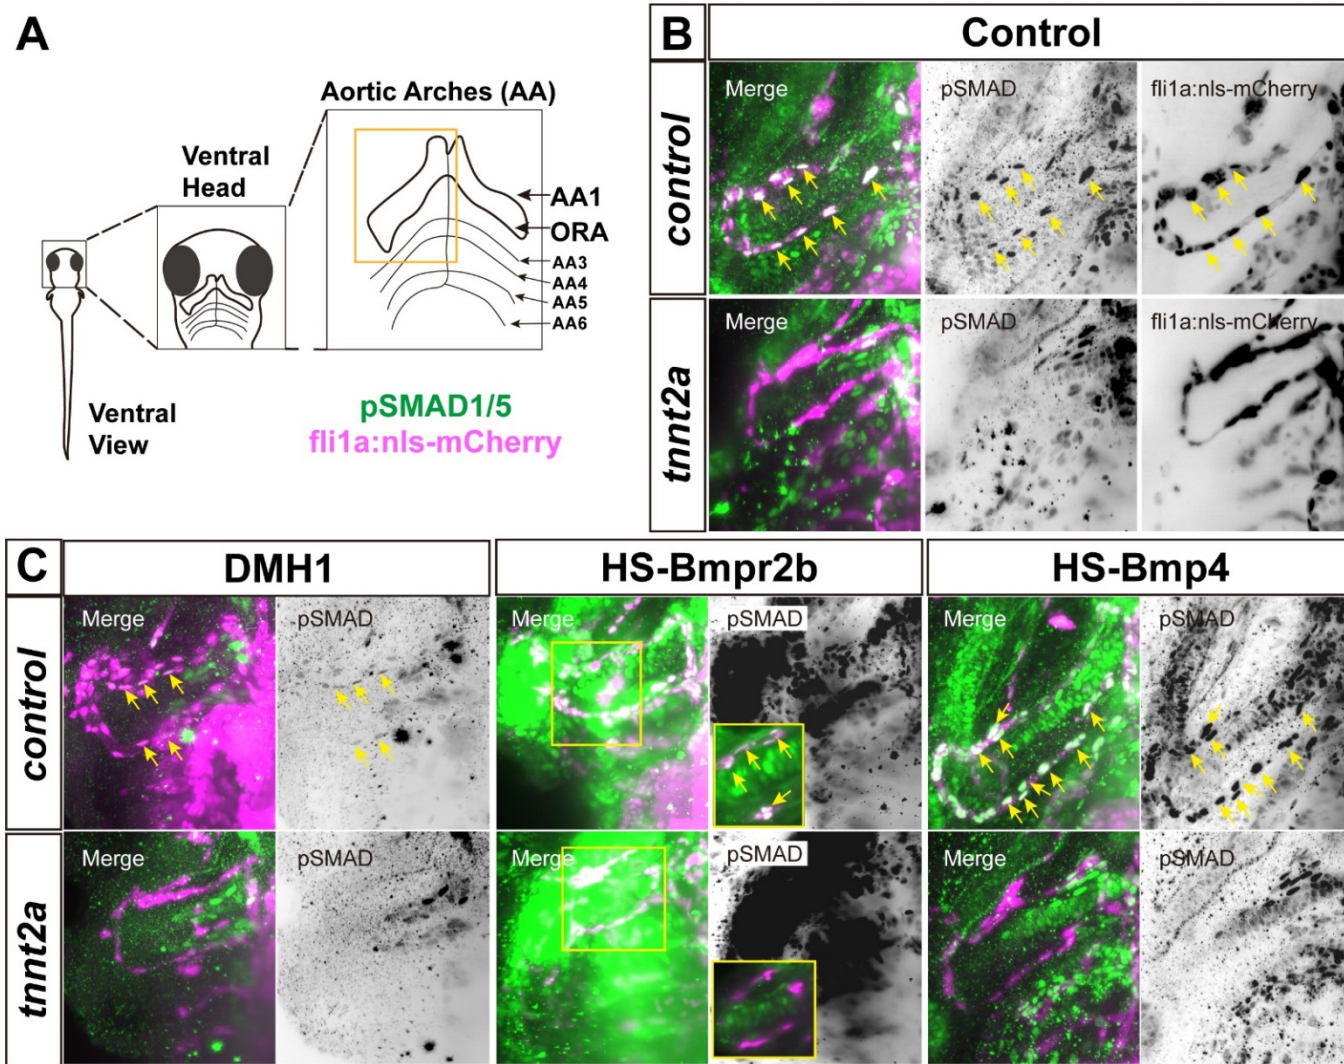 A
Aortic Arches (AA)
Ventral
Head
AA1
ORA
AA3
AA4
AA5
AA6
Ventral
View
pSMAD1/5
fli1a:nls-mCherry
B
Control
control
Merge
pSMAD
fli1a:nls-mCherry
tnnt2a
Merge
pSMAD
fli1a:nls-mCherry
C
DMH1
HS-Bmpr2b
HS-Bmp4
control
Merge
pSMAD
Merge
pSMAD
Merge
pSMAD
tnnt2a
Merge
pSMAD
Merge
pSMAD
Merge
pSMAD